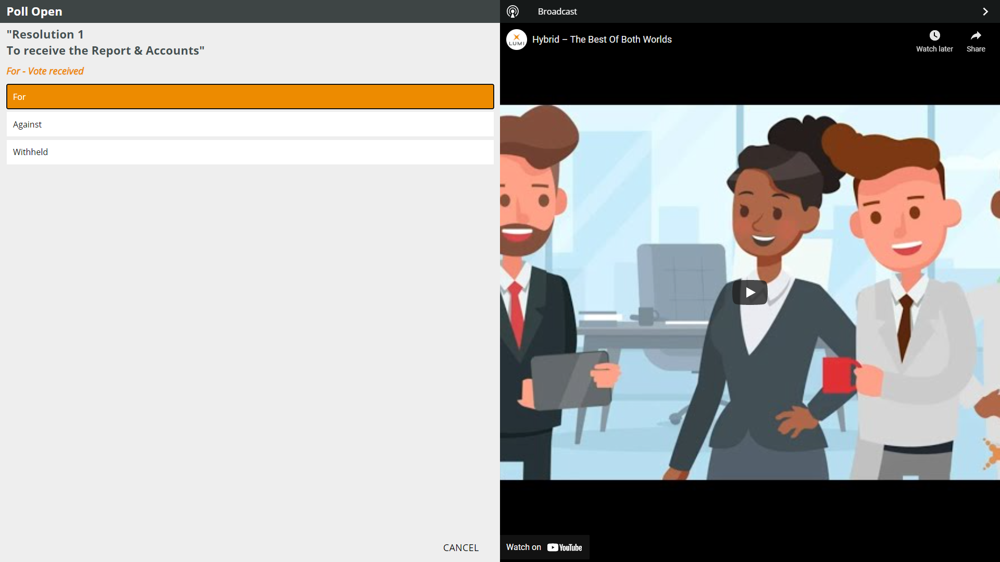 Poll Open
"Resolution 1
To receive the Report & Accounts"
For - Vote received
For
Against
Withheld
CANCEL
Broadcast
LUMI
Hybrid – The Best Of Both Worlds
Watch later
Share
Watch on YouTube